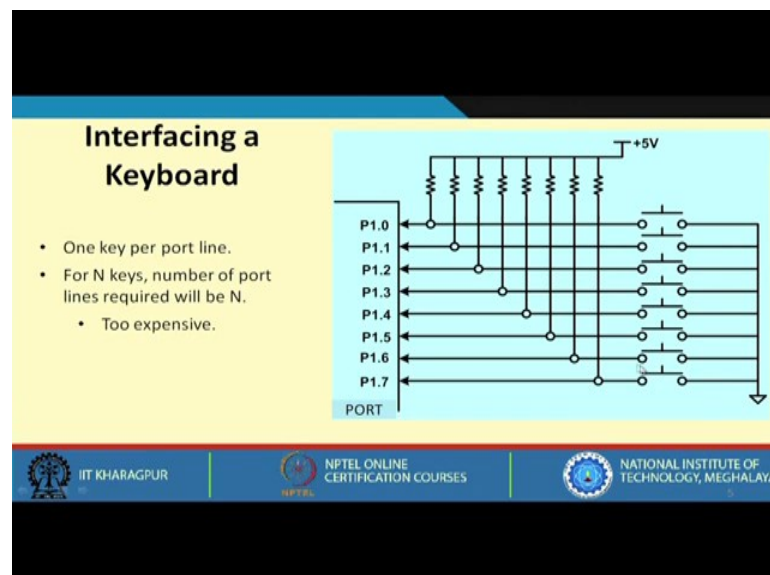 Interfacing a
Keyboard
• One key per port line.
• For N keys, number of port
lines required will be N.
• Too expensive.
+5V
P1.0
P1.1
P1.2
P1.3
P1.4
P1.5
P1.6
P1.7
PORT
IIT KHARAGPUR
NPTEL
NPTEL ONLINE
CERTIFICATION COURSES
NATIONAL INSTITUTE OF
TECHNOLOGY, MEGHALAYA
5